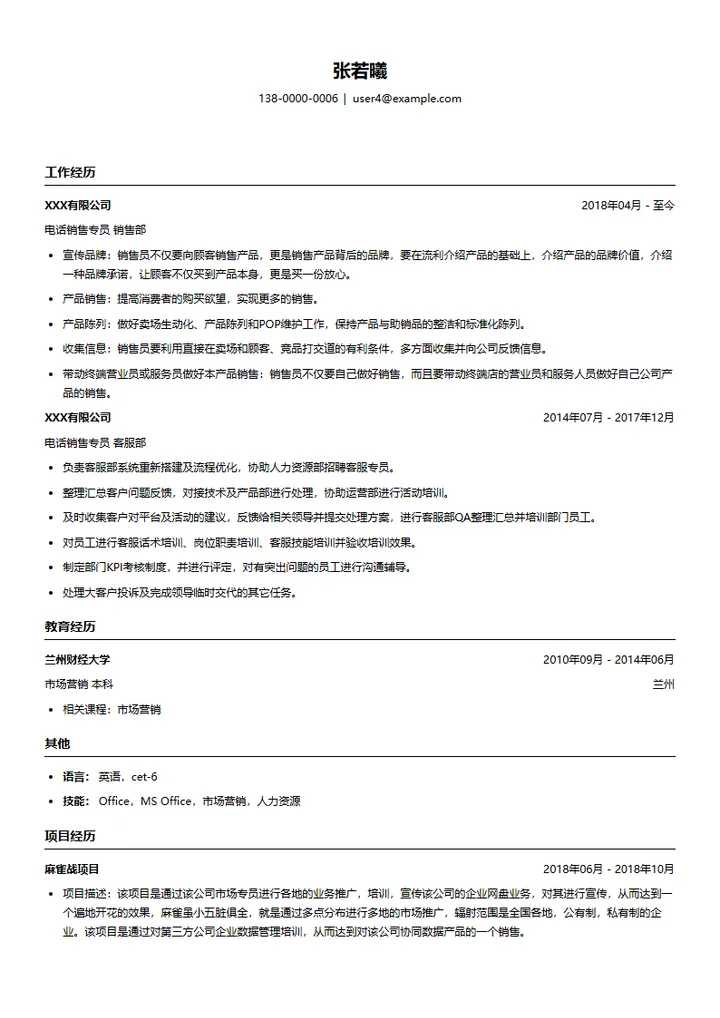 张若曦
138-0000-0006 | user4@example.com
工作经历
XXX有限公司 2018年04月 - 至今
电话销售专员 销售部
• 宣传品牌：销售员不仅要向顾客销售产品，更是销售产品背后的品牌，要在流利介绍产品的基础上，介绍产品的品牌价值，介绍
一种品牌承诺，让顾客不仅买到产品本身，更是买一份放心。
• 产品销售：提高消费者的购买欲望，实现更多的销售。
• 产品陈列：做好卖场生动化、产品陈列和POP维护工作，保持产品与助销品的整洁和标准化陈列。
• 收集信息：销售员要利用直接在卖场和顾客、竞品打交道的有利条件，多方面收集并向公司反馈信息。
• 带动终端营业员或服务员做好本产品销售：销售员不仅要自己做好销售，而且要带动终端店的营业员和服务人员做好自己公司产
品的销售。
XXX有限公司 2014年07月 - 2017年12月
电话销售专员 客服部
• 负责客服部系统重新搭建及流程优化，协助人力资源部招聘客服专员。
• 整理汇总客户问题反馈，对接技术及产品部进行处理，协助运营部进行活动培训。
• 及时收集客户对平台及活动的建议，反馈给相关领导并提交处理方案，进行客服部QA整理汇总并培训部门员工。
• 对员工进行客服话术培训、岗位职责培训、客服技能培训并验收培训效果。
• 制定部门KPI考核制度，并进行评定，对有突出问题的员工进行沟通辅导。
• 处理大客户投诉及完成领导临时交代的其它任务。
教育经历
兰州财经大学 2010年09月 - 2014年06月
市场营销 本科 兰州
• 相关课程：市场营销
其他
• 语言： 英语，cet-6
• 技能： Office，MS Office，市场营销，人力资源
项目经历
麻雀战项目 2018年06月 - 2018年10月
• 项目描述：该项目是通过该公司市场专员进行各地的业务推广，培训，宣传该公司的企业网盘业务，对其进行宣传，从而达到一
个遍地开花的效果，麻雀虽小五脏俱全，就是通过多点分布进行多地的市场推广，辐射范围是全国各地，公有制，私有制的企
业。该项目是通过对第三方公司企业数据管理培训，从而达到对该公司协同数据产品的一个销售。